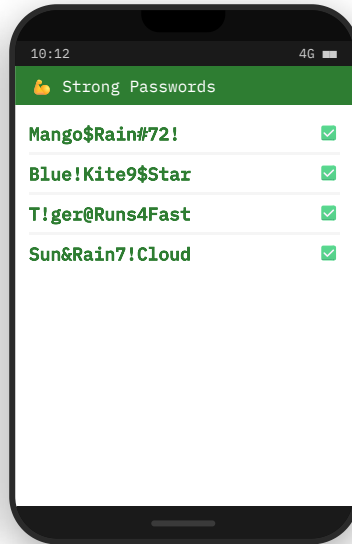 10:12 4G
💪 Strong Passwords
Mango$Rain#72! ✅
Blue!Kite9$Star ✅
T!ger@Runs4Fast ✅
Sun&Rain7!Cloud ✅